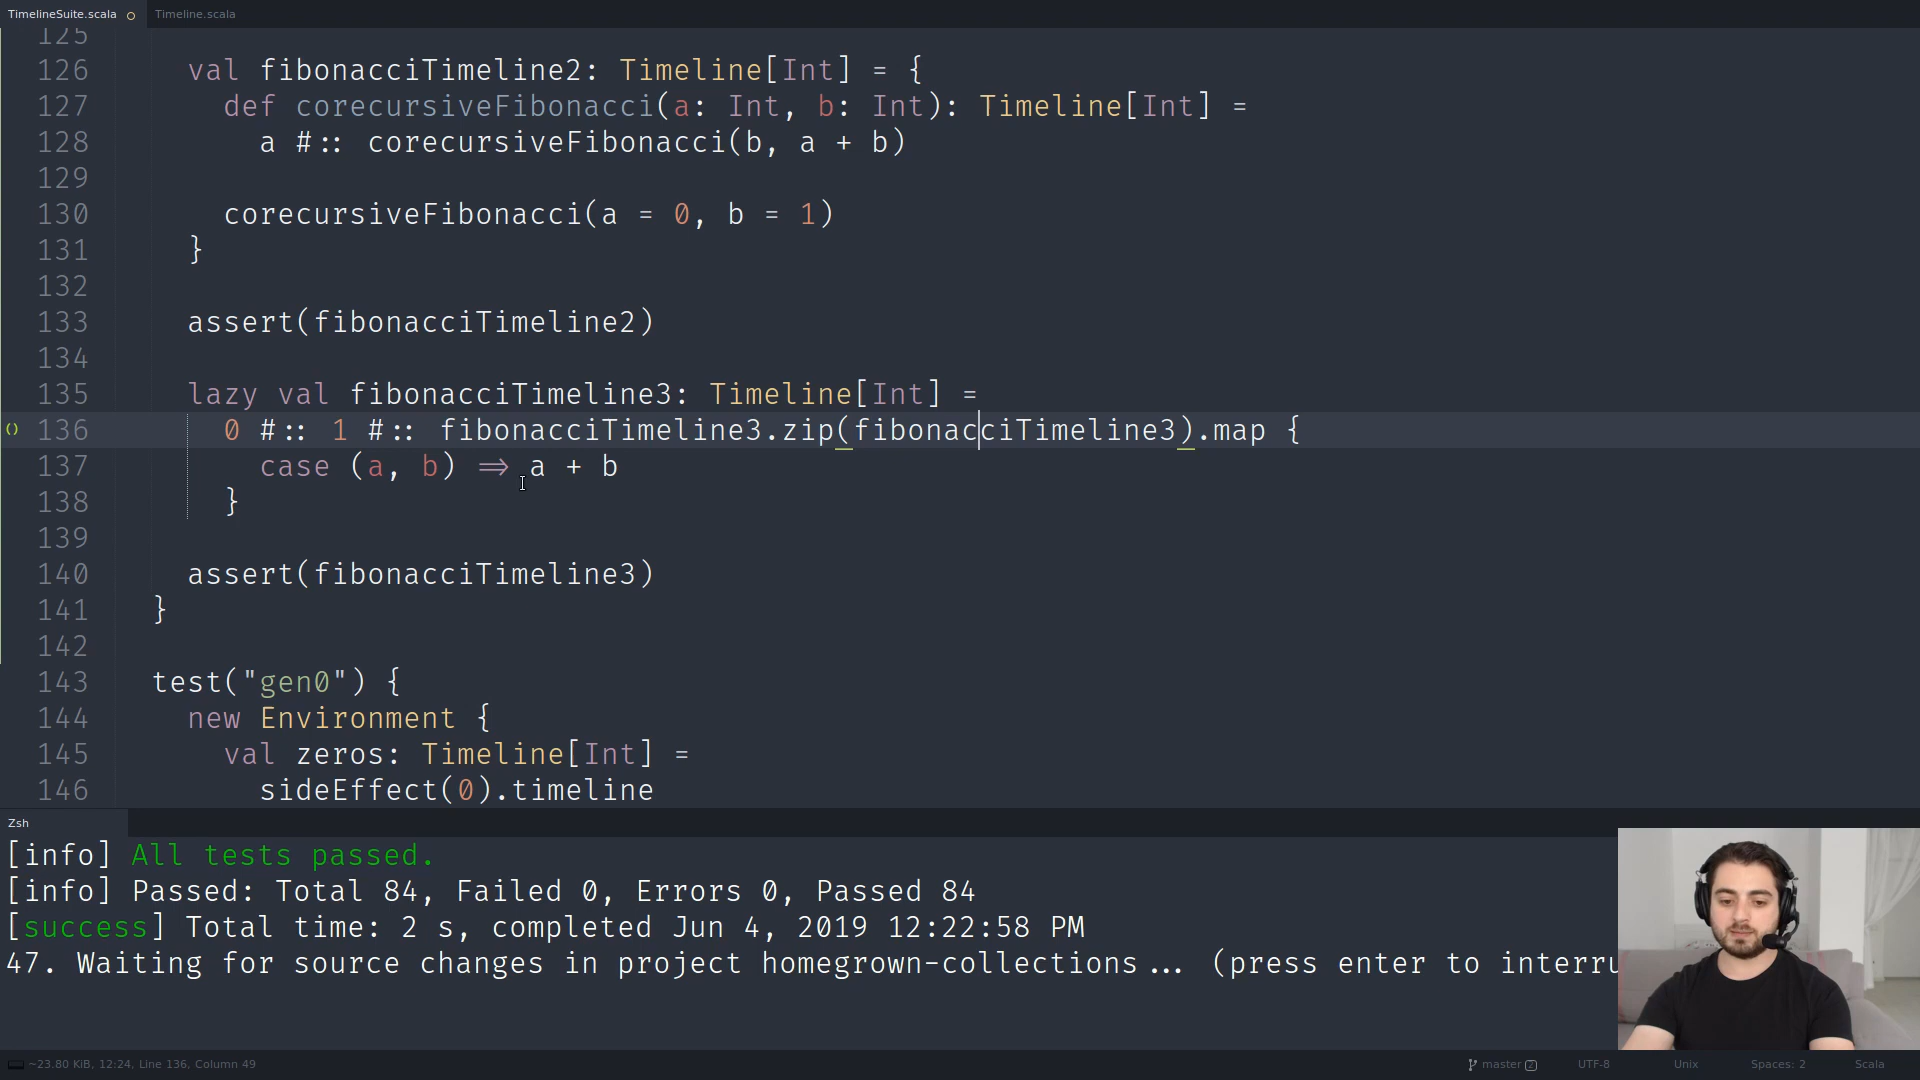 TimelineSuite.scala
Timeline.scala
125
126 val fibonacciTimeline2: Timeline[Int] = {
127 def corecursiveFibonacci(a: Int, b: Int): Timeline[Int] =
128 a #:: corecursiveFibonacci(b, a + b)
129
130 corecursiveFibonacci(a = 0, b = 1)
131 }
132
133 assert(fibonacciTimeline2)
134
135 lazy val fibonacciTimeline3: Timeline[Int] =
() 136 0 #:: 1 #:: fibonacciTimeline3.zip(fibonacciTimeline3).map {
137 case (a, b) => a + b
138 }
139
140 assert(fibonacciTimeline3)
141 }
142
143 test("gen0") {
144 new Environment {
145 val zeros: Timeline[Int] =
146 sideEffect(0).timeline
Zsh
[info] All tests passed.
[info] Passed: Total 84, Failed 0, Errors 0, Passed 84
[success] Total time: 2 s, completed Jun 4, 2019 12:22:58 PM
47. Waiting for source changes in project homegrown-collections... (press enter to interru
~23.80 KiB, 12:24, Line 136, Column 49
master 2
UTF-8
Unix
Spaces: 2
Scala